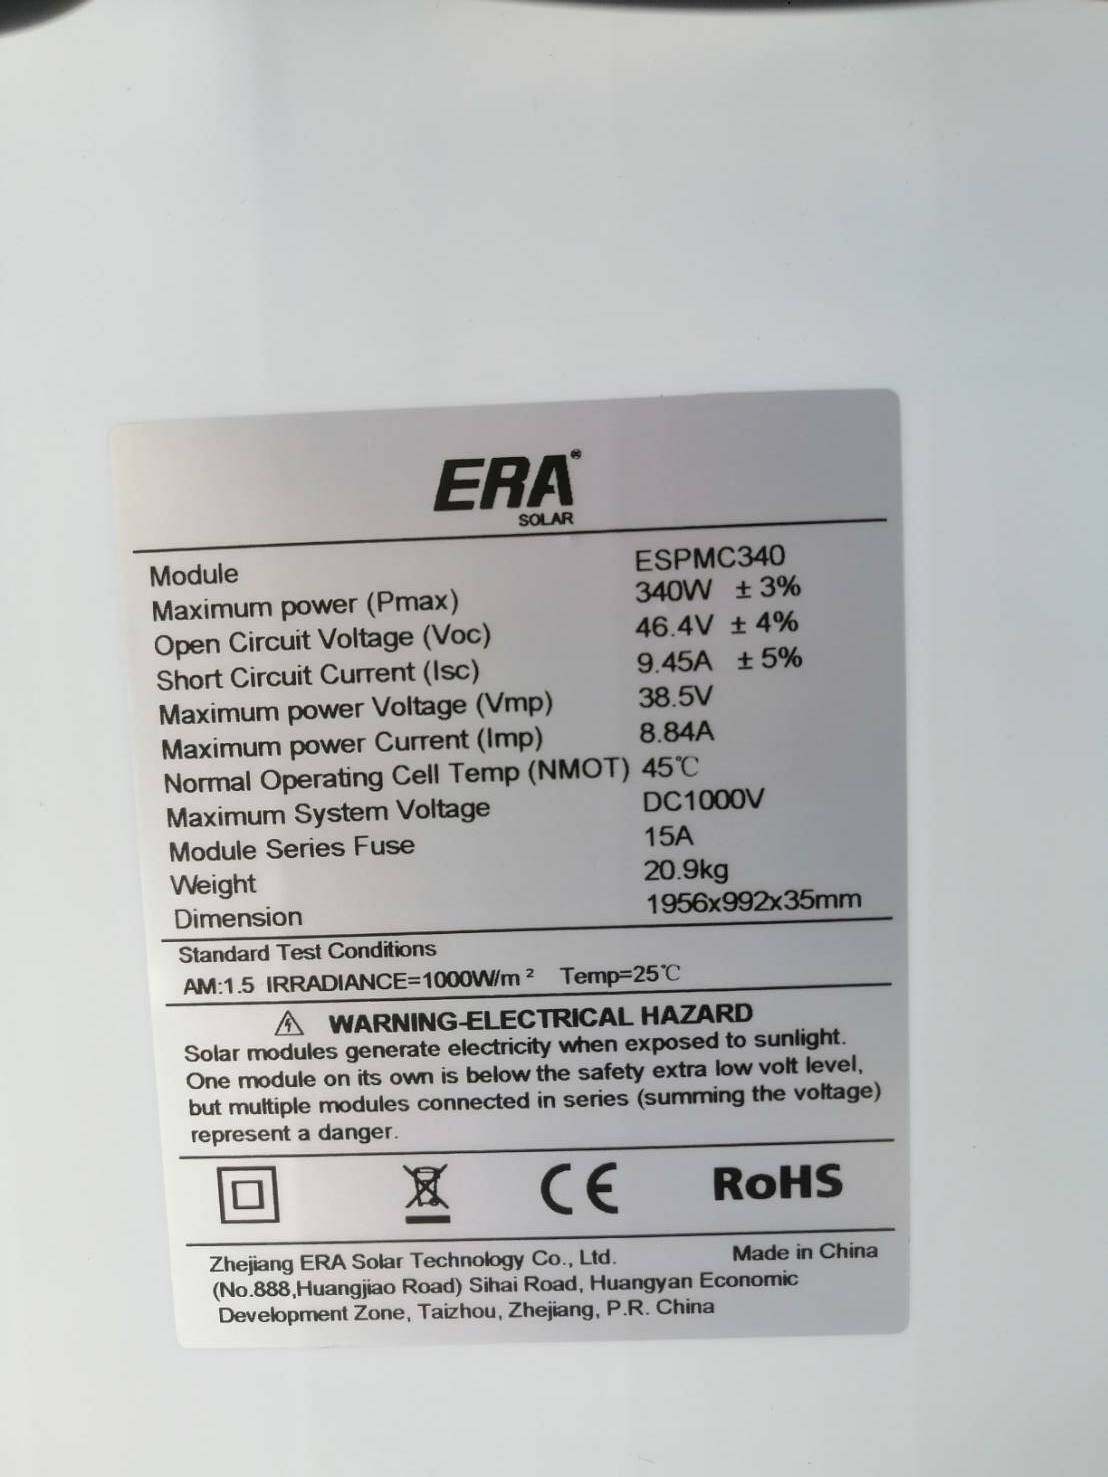 ERA®
SOLAR
Module ESPMC340
Maximum power (Pmax) 340W ±3%
Open Circuit Voltage (Voc) 46.4V ±4%
Short Circuit Current (Isc) 9.45A ±5%
Maximum power Voltage (Vmp) 38.5V
Maximum power Current (Imp) 8.84A
Normal Operating Cell Temp (NMOT) 45℃
Maximum System Voltage DC1000V
Module Series Fuse 15A
Weight 20.9kg
Dimension 1956x992x35mm
Standard Test Conditions
AM:1.5 IRRADIANCE=1000W/m² Temp=25℃
WARNING-ELECTRICAL HAZARD
Solar modules generate electricity when exposed to sunlight.
One module on its own is below the safety extra low volt level,
but multiple modules connected in series (summing the voltage)
represent a danger.
CE RoHS
Zhejiang ERA Solar Technology Co., Ltd. Made in China
(No.888,Huangjiao Road) Sihai Road, Huangyan Economic
Development Zone, Taizhou, Zhejiang, P.R. China